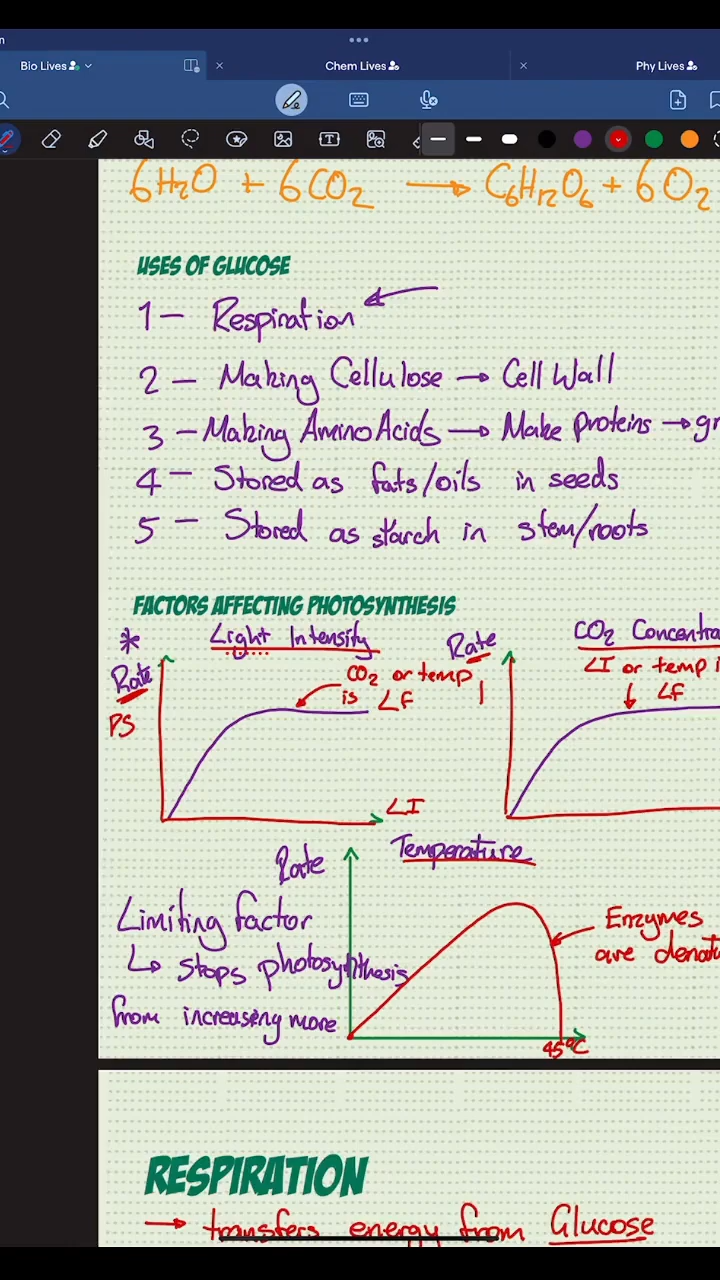 Bio Lives
Chem Lives
Phy Lives
6H2O + 6CO2 → C6H12O6 + 6O2
USES OF GLUCOSE
1 — Respiration
2 — Making Cellulose → Cell Wall
3 — Making Amino Acids → Make Proteins → gr
4 — Stored as fats/oils in seeds
5 — Stored as starch in stem/roots
FACTORS AFFECTING PHOTOSYNTHESIS
* Light Intensity
Rate
PS
CO2 or temp
is LF
LI
CO2 Concentra
Rate
LI or temp i
LF
Temperature
Rate
Enzymes
are denatu
45°C
Limiting factor
↳ stops photosynthesis
from increasing more
RESPIRATION
→ transfers energy from Glucose